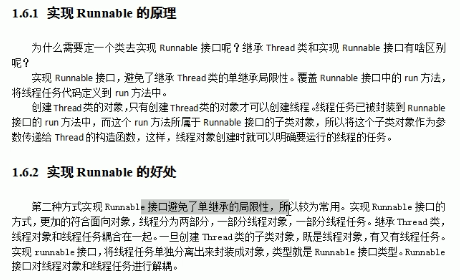 1.6.1 实现 Runnable 的原理
为什么需要定一个类去实现 Runnable 接口呢？继承 Thread 类和实现 Runnable 接口有啥区别
呢？
实现 Runnable 接口，避免了继承 Thread 类的单继承局限性。覆盖 Runnable 接口中的 run 方法，
将线程任务代码定义到 run 方法中。
创建 Thread 类的对象，只有创建 Thread 类的对象才可以创建线程。线程任务已被封装到 Runnable
接口的 run 方法中，而这个 run 方法所属于 Runnable 接口的子类对象，所以将这个子类对象作为参
数传递给 Thread 的构造函数，这样，线程对象创建时就可以明确要运行的线程的任务。
1.6.2 实现 Runnable 的好处
第二种方式实现 Runnable 接口避免了单继承的局限性，所以较为常用。实现 Runnable 接口的
方式，更加的符合面向对象，线程分为两部分，一部分线程对象，一部分线程任务。继承 Thread 类，
线程对象和线程任务耦合在一起。一旦创建 Thread 类的子类对象，既是线程对象，有又有线程任务。
实现 runnable 接口，将线程任务单独分离出来封装成对象，类型就是 Runnable 接口类型。Runnable
接口对线程对象和线程任务进行解耦。